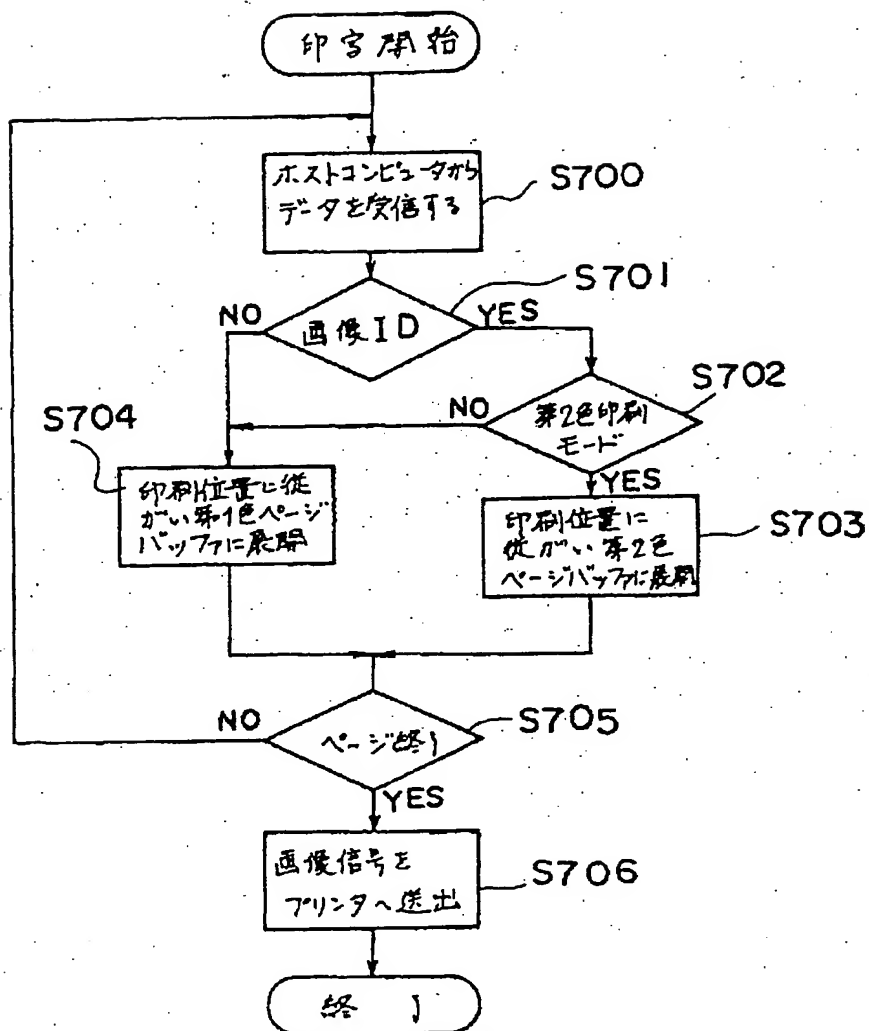 印字開始
ホストコンピュータから
データを受信する
S700
S701
NO
画像ID
YES
S702
NO
第2色印刷
モード
YES
S704
印刷位置に従
がい第1色ページ
バッファに展開
印刷位置に
従がい第2色
ページバッファに展開
S703
NO
ページ終り
S705
YES
画像信号を
プリンタへ送出
S706
終了